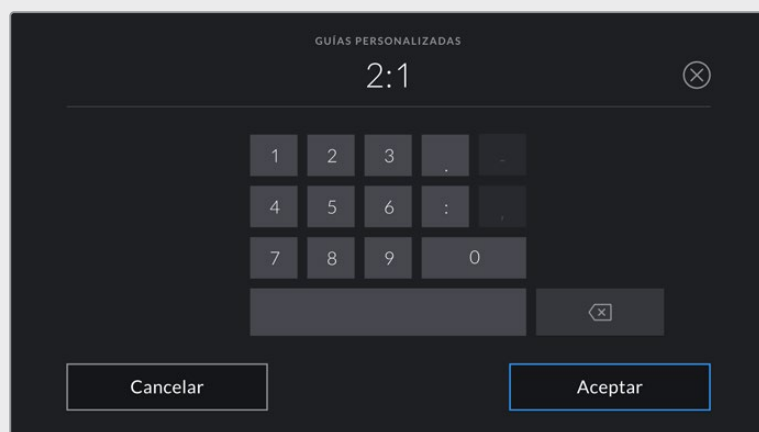 GUÍAS PERSONALIZADAS
2:1
1 2 3 . -
4 5 6 : ,
7 8 9 0
Cancelar Aceptar